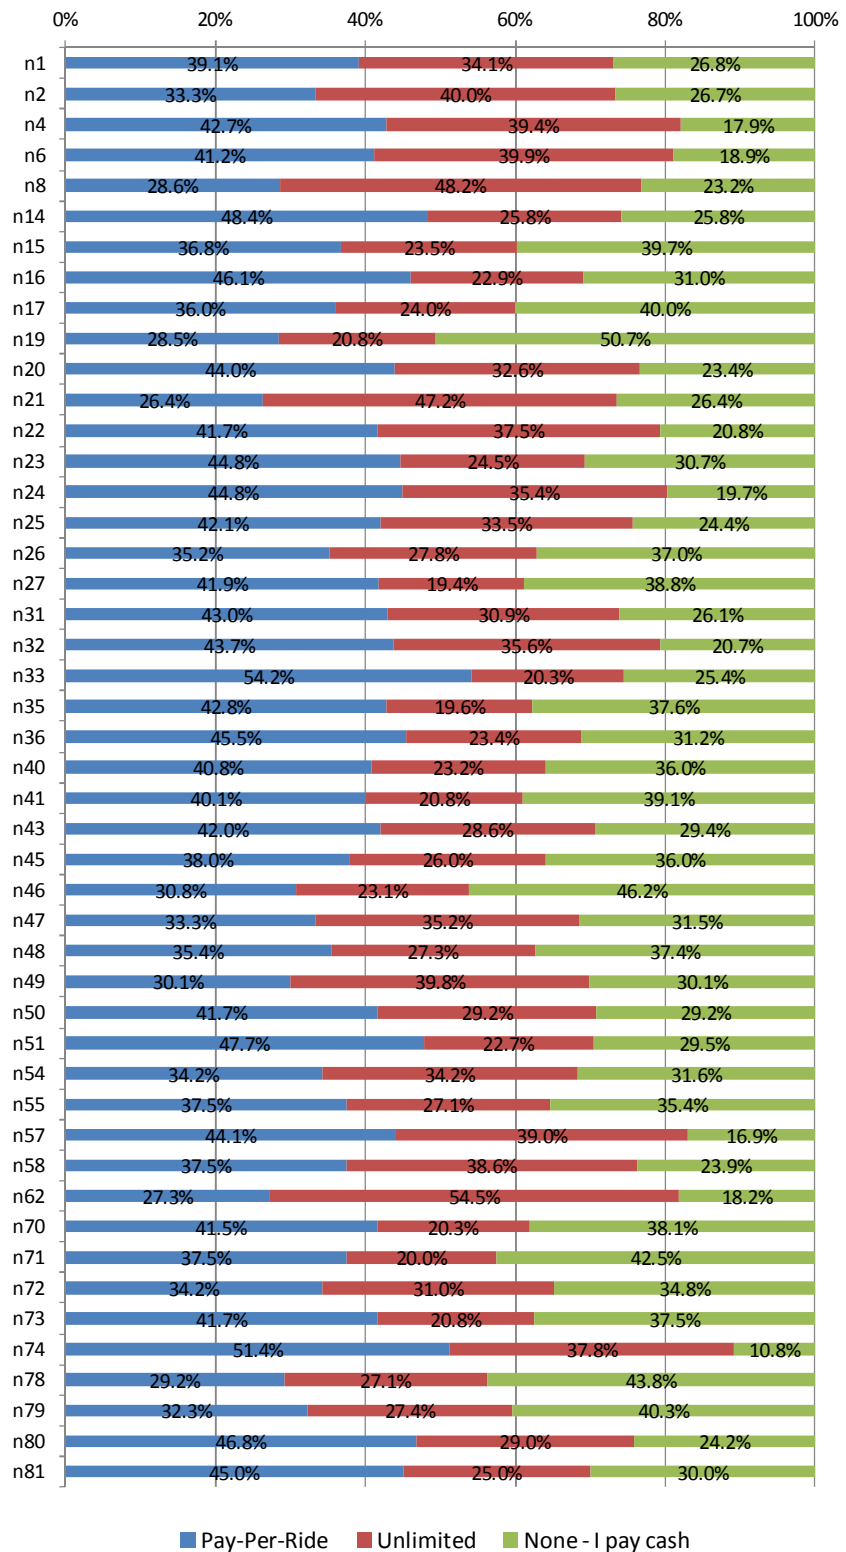 0% 20% 40% 60% 80% 100%
n1 39.1% 34.1% 26.8%
n2 33.3% 40.0% 26.7%
n4 42.7% 39.4% 17.9%
n6 41.2% 39.9% 18.9%
n8 28.6% 48.2% 23.2%
n14 48.4% 25.8% 25.8%
n15 36.8% 23.5% 39.7%
n16 46.1% 22.9% 31.0%
n17 36.0% 24.0% 40.0%
n19 28.5% 20.8% 50.7%
n20 44.0% 32.6% 23.4%
n21 26.4% 47.2% 26.4%
n22 41.7% 37.5% 20.8%
n23 44.8% 24.5% 30.7%
n24 44.8% 35.4% 19.7%
n25 42.1% 33.5% 24.4%
n26 35.2% 27.8% 37.0%
n27 41.9% 19.4% 38.8%
n31 43.0% 30.9% 26.1%
n32 43.7% 35.6% 20.7%
n33 54.2% 20.3% 25.4%
n35 42.8% 19.6% 37.6%
n36 45.5% 23.4% 31.2%
n40 40.8% 23.2% 36.0%
n41 40.1% 20.8% 39.1%
n43 42.0% 28.6% 29.4%
n45 38.0% 26.0% 36.0%
n46 30.8% 23.1% 46.2%
n47 33.3% 35.2% 31.5%
n48 35.4% 27.3% 37.4%
n49 30.1% 39.8% 30.1%
n50 41.7% 29.2% 29.2%
n51 47.7% 22.7% 29.5%
n54 34.2% 34.2% 31.6%
n55 37.5% 27.1% 35.4%
n57 44.1% 39.0% 16.9%
n58 37.5% 38.6% 23.9%
n62 27.3% 54.5% 18.2%
n70 41.5% 20.3% 38.1%
n71 37.5% 20.0% 42.5%
n72 34.2% 31.0% 34.8%
n73 41.7% 20.8% 37.5%
n74 51.4% 37.8% 10.8%
n78 29.2% 27.1% 43.8%
n79 32.3% 27.4% 40.3%
n80 46.8% 29.0% 24.2%
n81 45.0% 25.0% 30.0%
Pay-Per-Ride Unlimited None - I pay cash